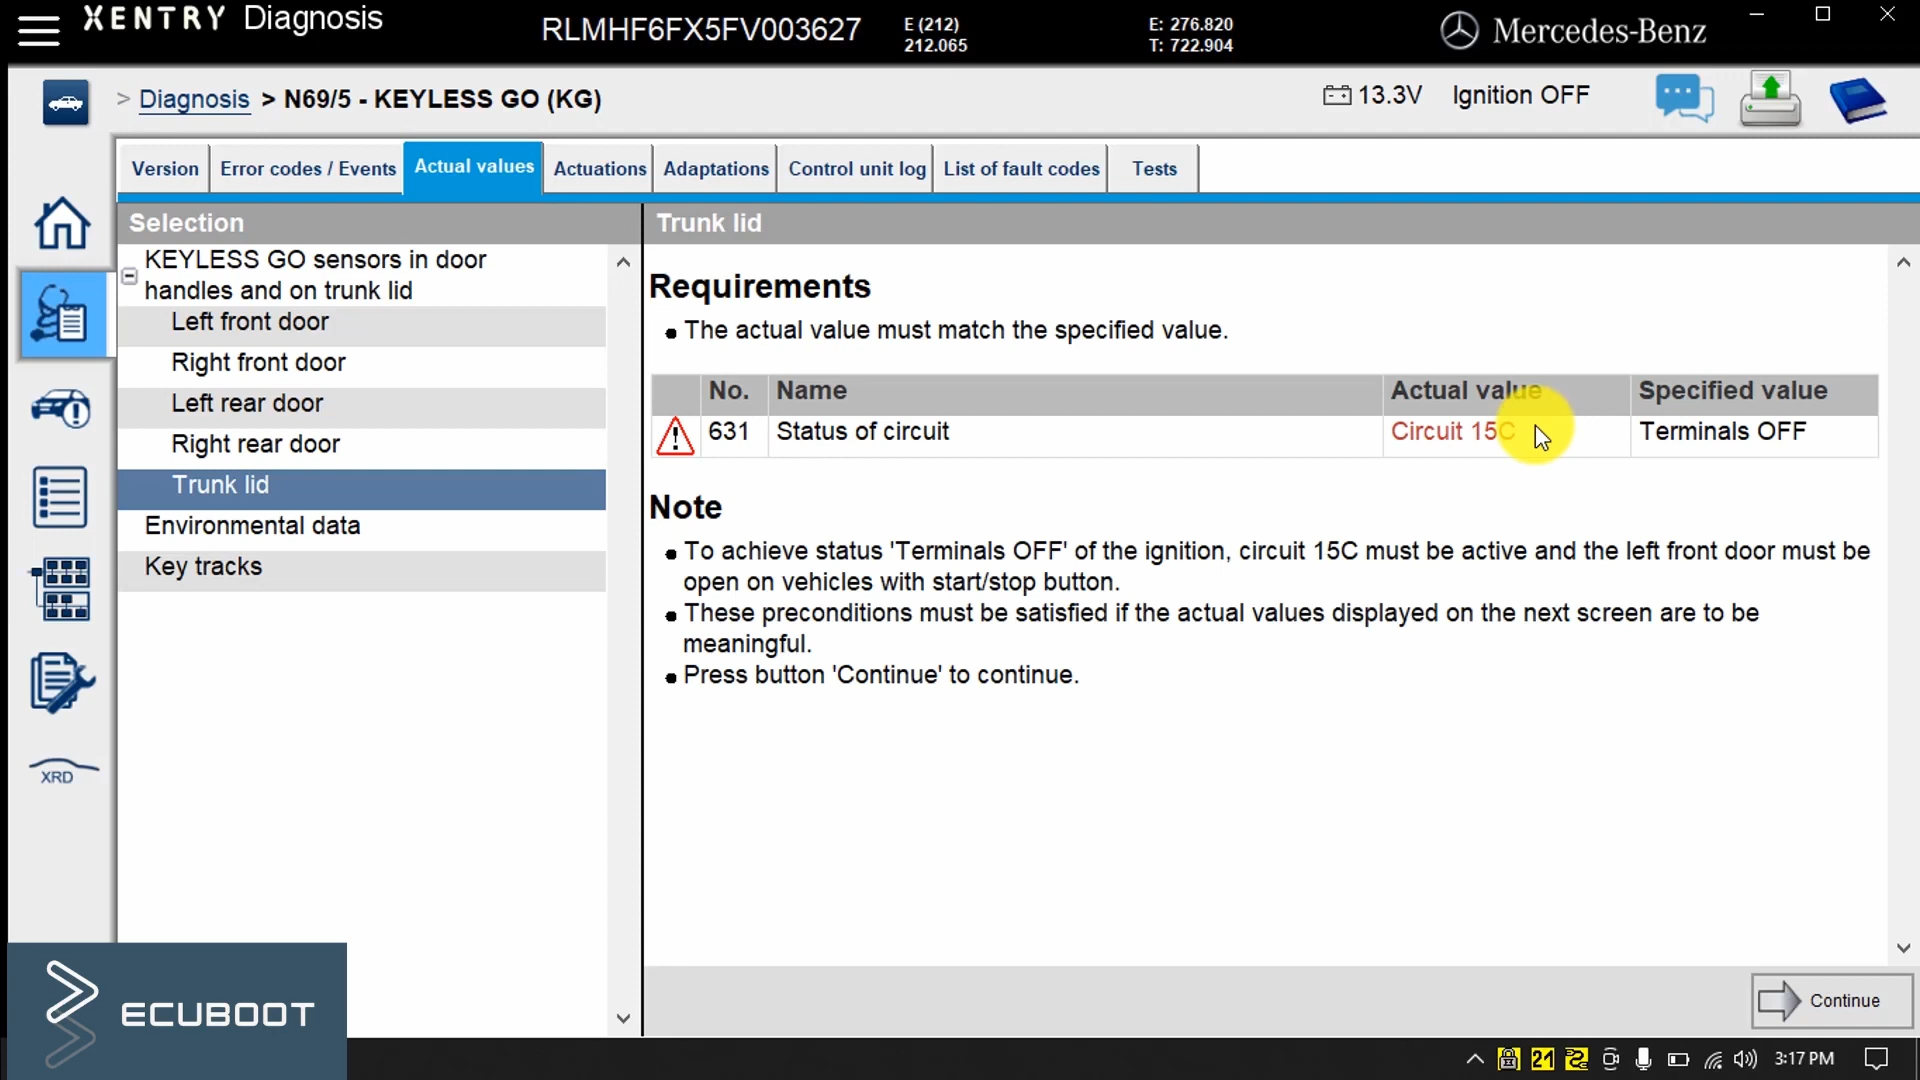 XENTRY Diagnosis
RLMHF6FX5FV003627
E (212)
212.065
E: 276.820
T: 722.904
Mercedes-Benz
> Diagnosis > N69/5 - KEYLESS GO (KG)
13.3V
Ignition OFF
Version
Error codes / Events
Actual values
Actuations
Adaptations
Control unit log
List of fault codes
Tests
Selection
KEYLESS GO sensors in door
handles and on trunk lid
Left front door
Right front door
Left rear door
Right rear door
Trunk lid
Environmental data
Key tracks
XRD
Trunk lid
Requirements
• The actual value must match the specified value.
No. Name Actual value Specified value
631 Status of circuit Circuit 15C Terminals OFF
Note
• To achieve status 'Terminals OFF' of the ignition, circuit 15C must be active and the left front door must be
open on vehicles with start/stop button.
• These preconditions must be satisfied if the actual values displayed on the next screen are to be
meaningful.
• Press button 'Continue' to continue.
Continue
ECUBOOT
21
3:17 PM